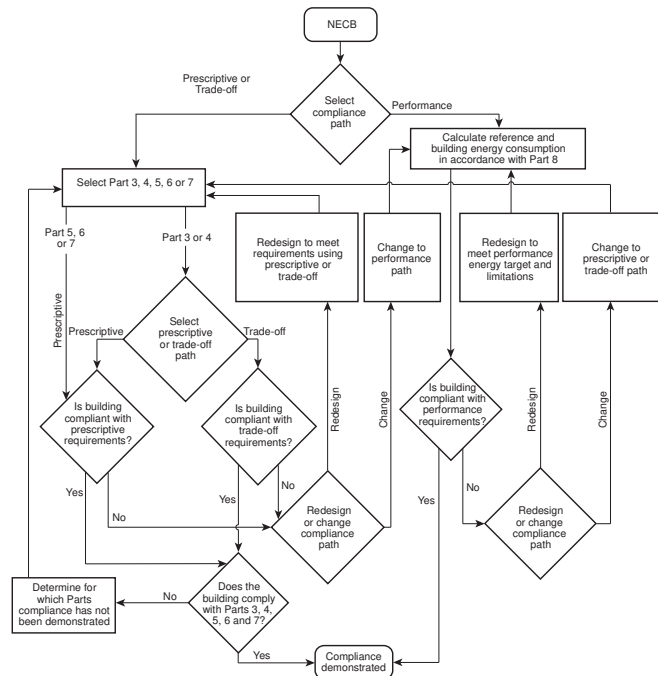 NECB
Prescriptive or
Trade-off
Select
compliance
path
Performance
Calculate reference and
building energy consumption
in accordance with Part 8
Select Part 3, 4, 5, 6 or 7
Part 5, 6
or 7
Part 3 or 4
Redesign to meet
requirements using
prescriptive or
trade-off
Change to
performance
path
Redesign to
meet performance
energy target and
limitations
Change to
prescriptive or
trade-off path
Prescriptive
Prescriptive
Select
prescriptive
or trade-off
path
Trade-off
Is building
compliant with
prescriptive
requirements?
Is building
compliant with
trade-off
requirements?
Redesign
Change
Is building
compliant with
performance
requirements?
Redesign
Change
Yes
No
Yes
No
Redesign
or change
compliance
path
Yes
No
Redesign
or change
compliance
path
Determine for
which Parts
compliance has not
been demonstrated
No
Does the
building comply
with Parts 3, 4,
5, 6 and 7?
Yes
Compliance
demonstrated